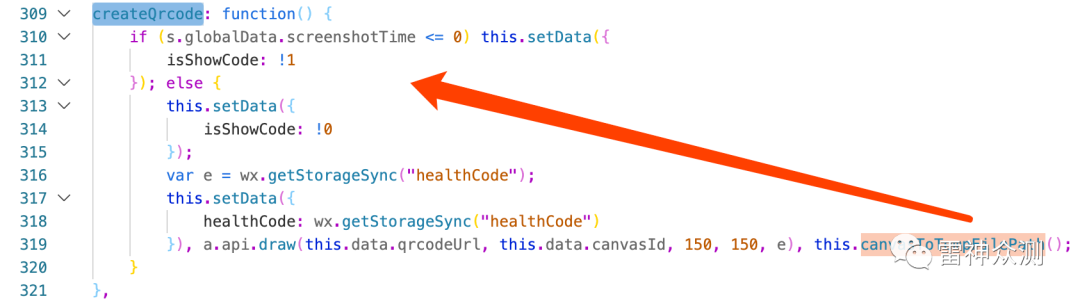 309 createQrcode: function() {
310 if (s.globalData.screenshotTime <= 0) this.setData({
311 isShowCode: !1
312 }); else {
313 this.setData({
314 isShowCode: !0
315 });
316 var e = wx.getStorageSync("healthCode");
317 this.setData({
318 healthCode: wx.getStorageSync("healthCode")
319 }), a.api.draw(this.data.qrcodeUrl, this.data.canvasId, 150, 150, e), this.canvasToTempFilePath();
320 }
321 },
雷神众测